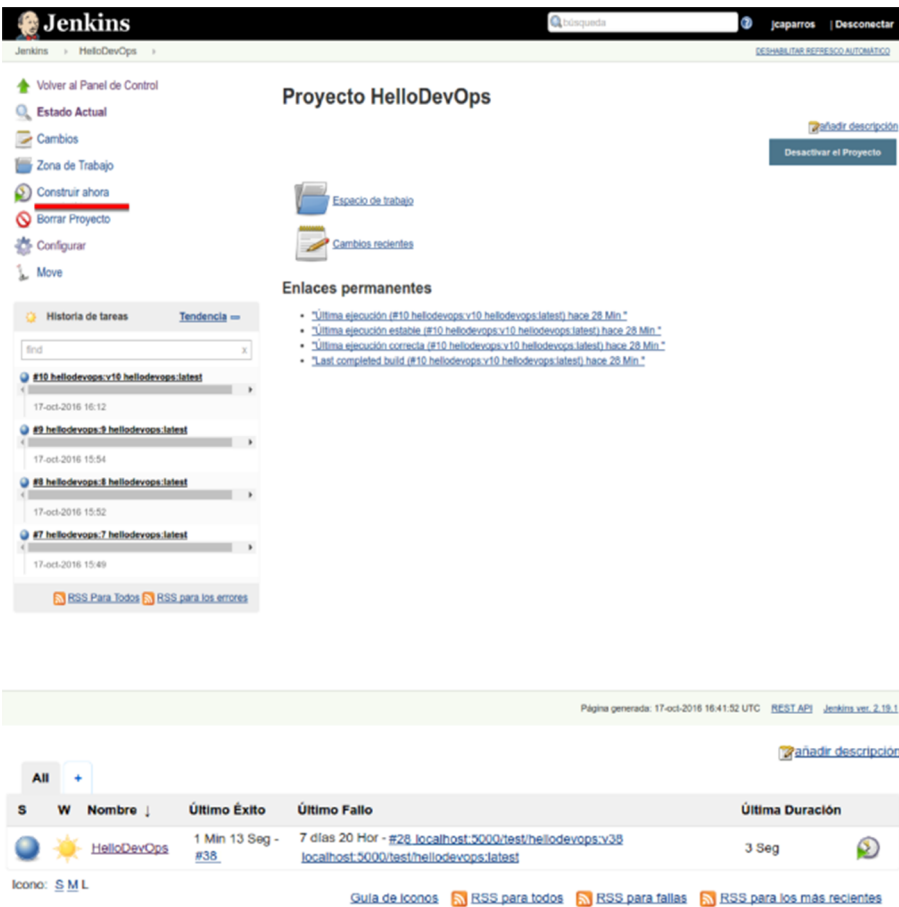 Jenkins
búsqueda
jcaparros | Desconectar
Jenkins HelloDevOps
DESHABILITAR REFRESCO AUTOMÁTICO
Volver al Panel de Control
Estado Actual
Cambios
Zona de Trabajo
Construir ahora
Borrar Proyecto
Configurar
Move
Historia de tareas Tendencia
find x
#10 hellodevops:v10 hellodevops:latest
17-oct-2016 16:12
#9 hellodevops:9 hellodevops:latest
17-oct-2016 15:54
#8 hellodevops:8 hellodevops:latest
17-oct-2016 15:52
#7 hellodevops:7 hellodevops:latest
17-oct-2016 15:49
RSS Para Todos RSS para los errores
Proyecto HelloDevOps
añadir descripción
Desactivar el Proyecto
Espacio de trabajo
Cambios recientes
Enlaces permanentes
"Última ejecución (#10 hellodevops:v10 hellodevops:latest) hace 28 Min "
"Última ejecución estable (#10 hellodevops:v10 hellodevops:latest) hace 28 Min "
"Última ejecución correcta (#10 hellodevops:v10 hellodevops:latest) hace 28 Min "
"Last completed build (#10 hellodevops:v10 hellodevops:latest) hace 28 Min "
Página generada: 17-oct-2016 16:41:52 UTC REST API Jenkins ver. 2.19.1
añadir descripción
All +
S W Nombre ↓ Último Éxito Último Fallo Última Duración
HelloDevOps
1 Min 13 Seg -
#38
7 días 20 Hor - #28 localhost:5000/test/hellodevops:v38
localhost:5000/test/hellodevops:latest
3 Seg
Icono: S M L
Guía de iconos RSS para todos RSS para fallas RSS para los más recientes